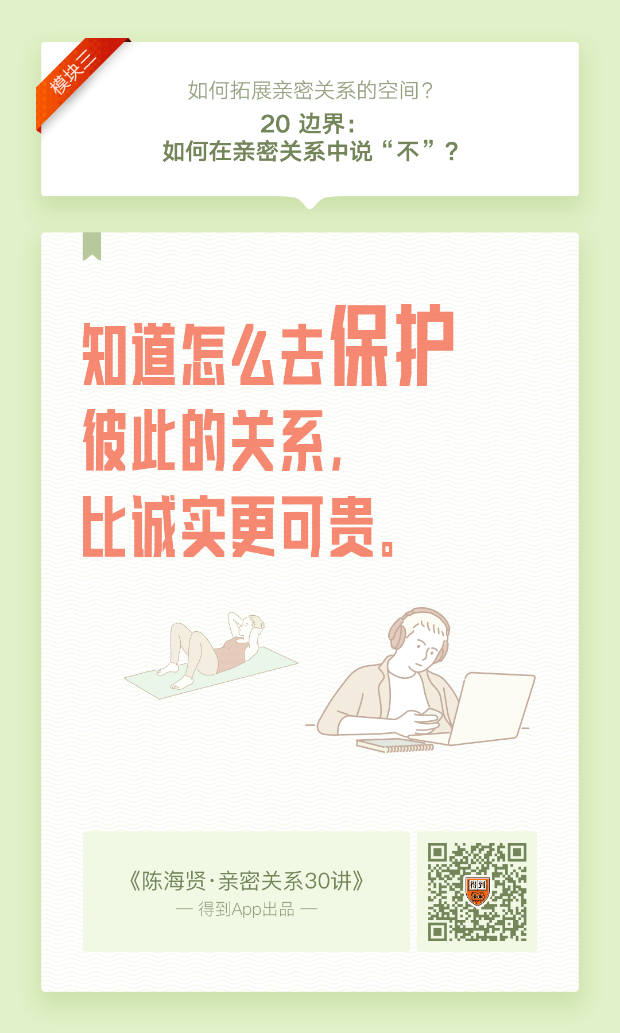 模块三
如何拓展亲密关系的空间？
20 边界：
如何在亲密关系中说“不”？
知道怎么去保护
彼此的关系，
比诚实更可贵。
《陈海贤·亲密关系30讲》
— 得到App出品 —
得到